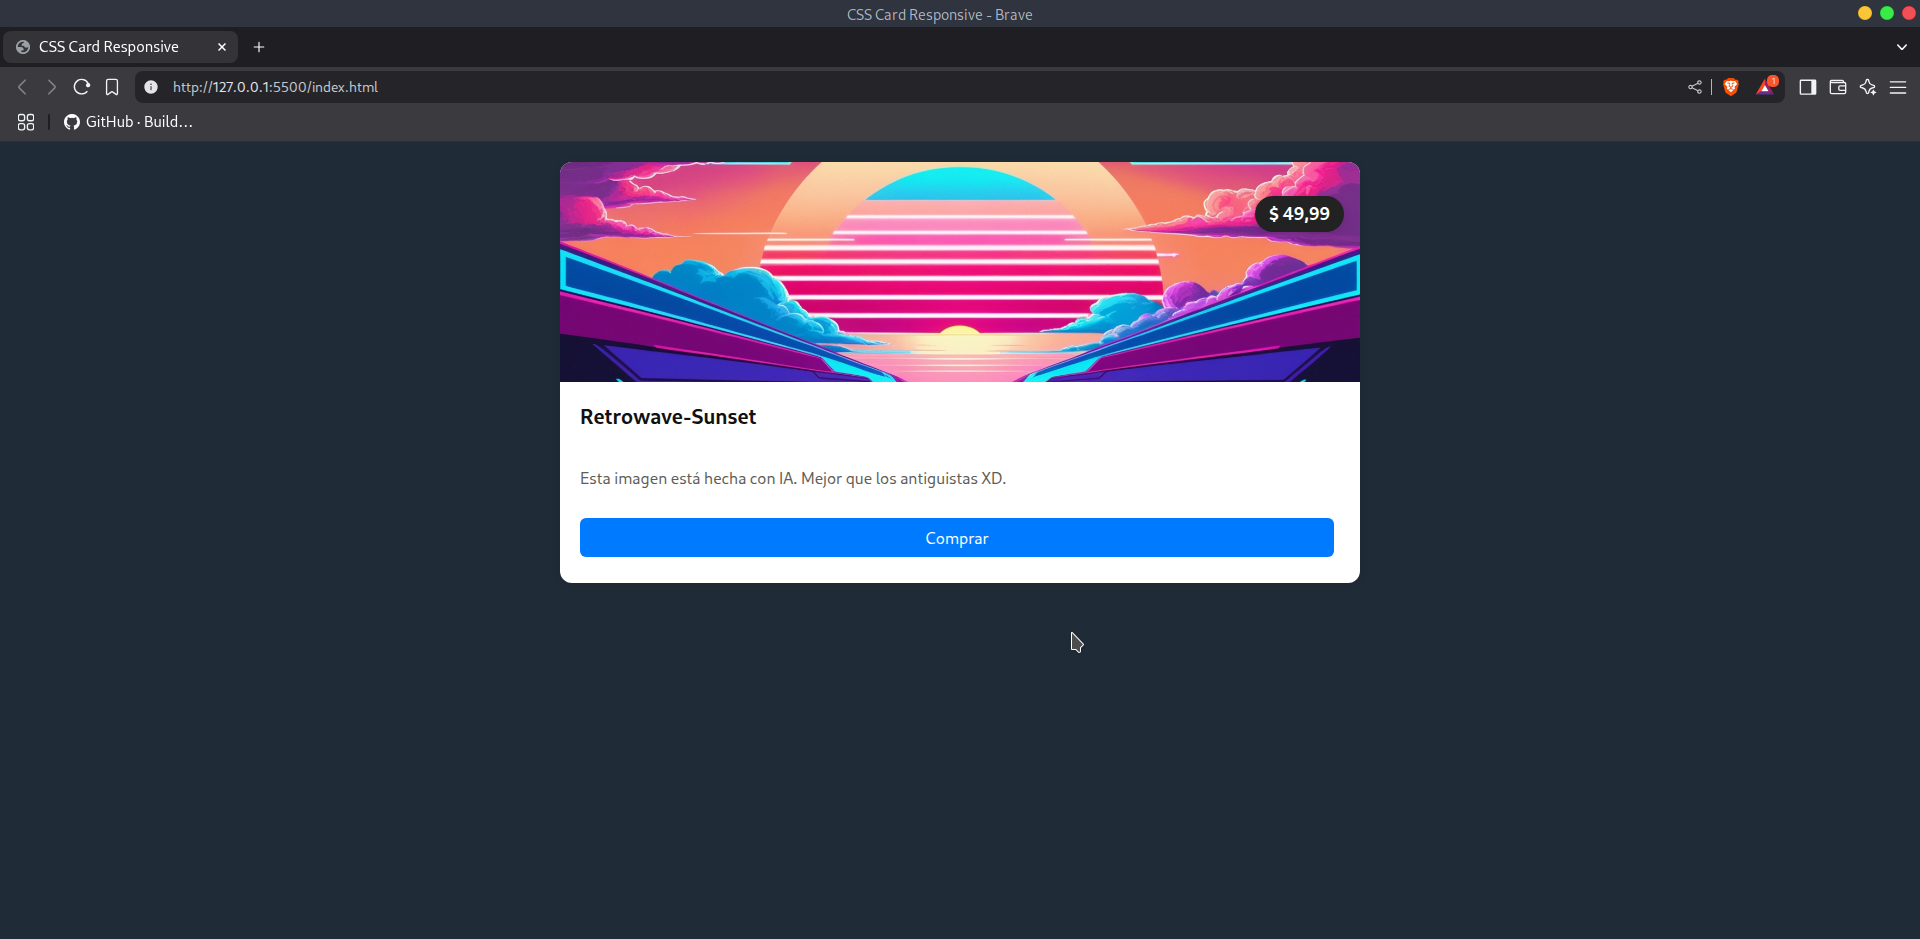 CSS Card Responsive - Brave
CSS Card Responsive
http://127.0.0.1:5500/index.html
1
GitHub · Build...
$ 49,99
Retrowave-Sunset
Esta imagen está hecha con IA. Mejor que los antiguistas XD.
Comprar